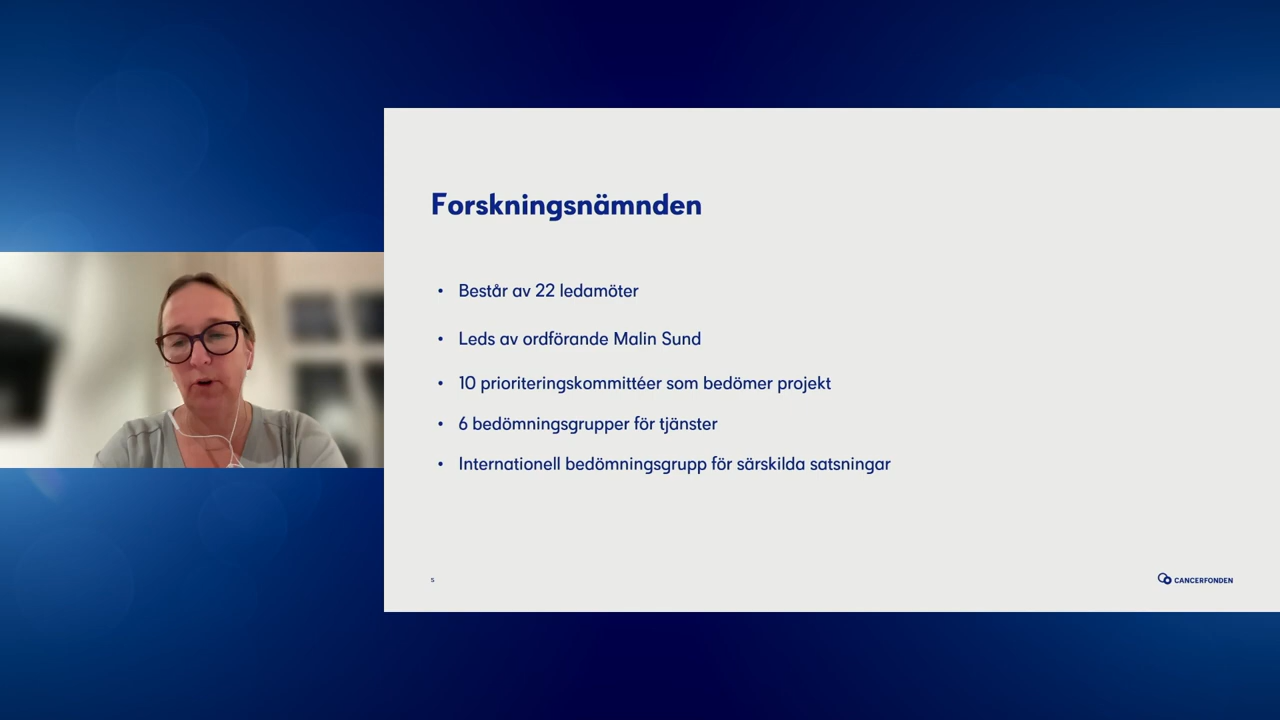 Forskningsnämnden
• Består av 22 ledamöter
• Leds av ordförande Malin Sund
• 10 prioriteringskommittéer som bedömer projekt
• 6 bedömningsgrupper för tjänster
• Internationell bedömningsgrupp för särskilda satsningar
5
CANCERFONDEN